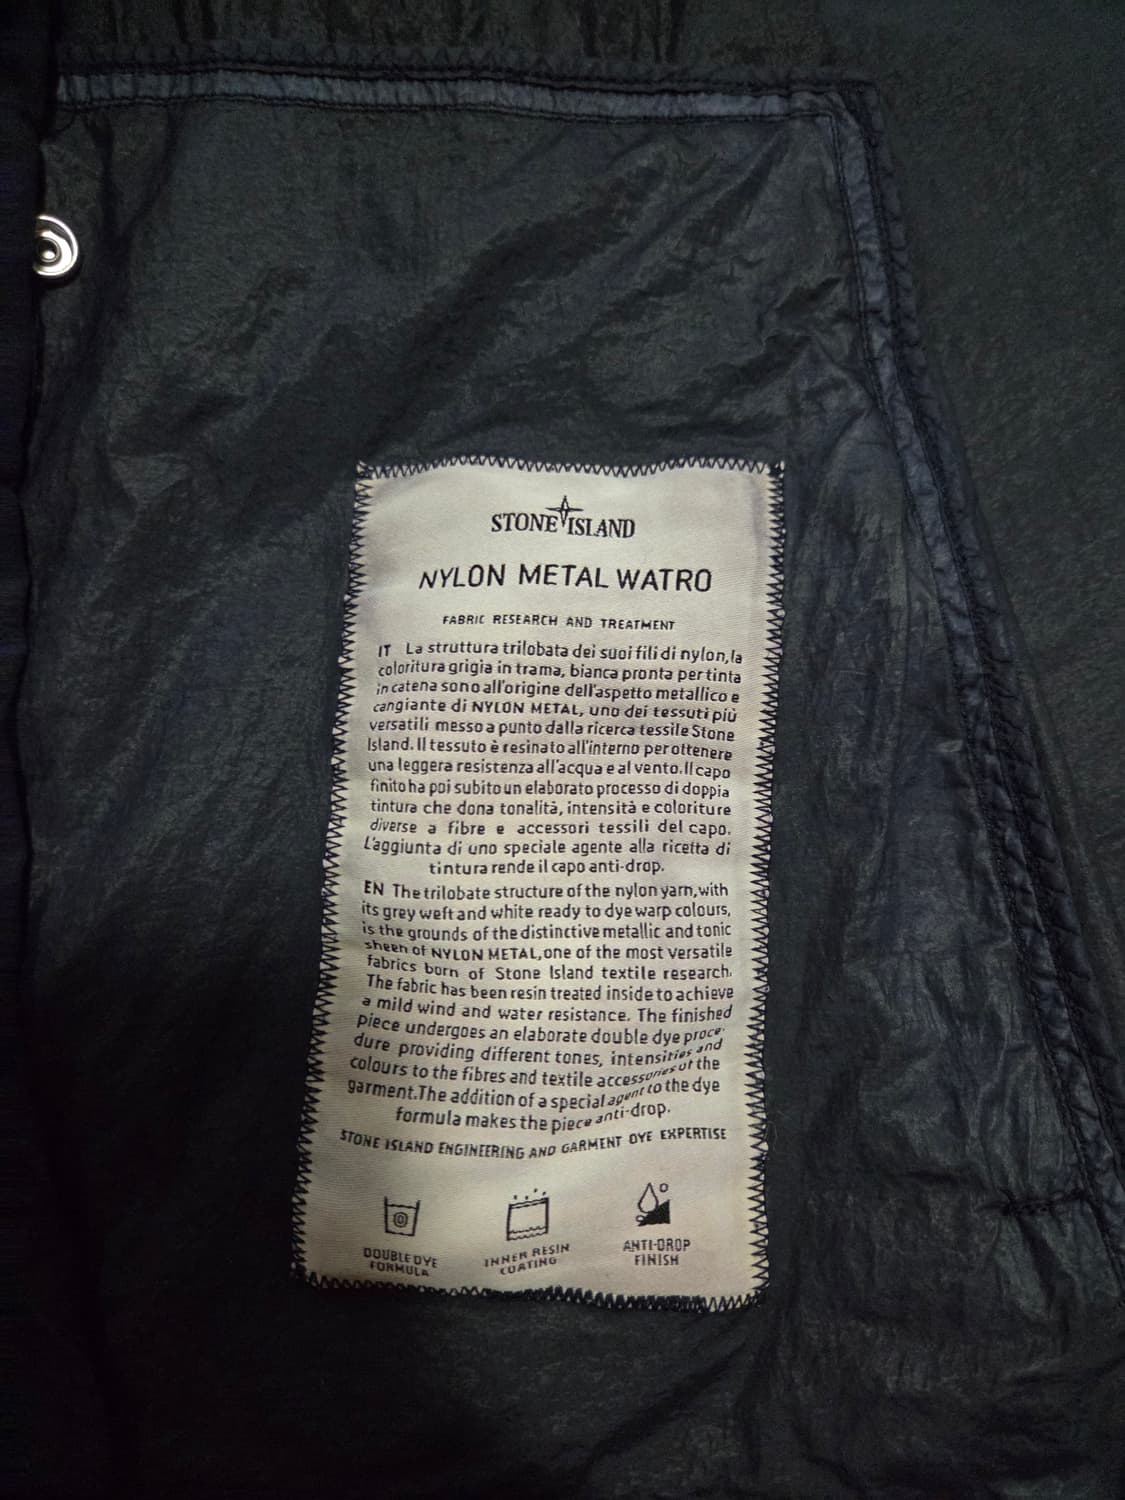 STONE ISLAND
NYLON METAL WATRO
FABRIC RESEARCH AND TREATMENT
IT La struttura trilobata dei suoi fili di nylon, la
coloritura grigia in trama, bianca pronta per tinta
in catena sono all'origine dell'aspetto metallico e
cangiante di NYLON METAL, uno dei tessuti più
versatili messo a punto dalla ricerca tessile Stone
Island. Il tessuto è resinato all'interno per ottenere
una leggera resistenza all'acqua e al vento. Il capo
finito ha poi subito un elaborato processo di doppia
tintura che dona tonalità, intensità e coloriture
diverse a fibre e accessori tessili del capo.
L'aggiunta di uno speciale agente alla ricetta di
tintura rende il capo anti-drop.
EN The trilobate structure of the nylon yarn, with
its grey weft and white ready to dye warp colours,
is the grounds of the distinctive metallic and tonic
sheen of NYLON METAL, one of the most versatile
fabrics born of Stone Island textile research.
The fabric has been resin treated inside to achieve
a mild wind and water resistance. The finished
piece undergoes an elaborate double dye proce-
dure providing different tones, intensities and
colours to the fibres and textile accessories of the
garment. The addition of a special agent to the dye
formula makes the piece anti-drop.
STONE ISLAND ENGINEERING AND GARMENT DYE EXPERTISE
DOUBLE DYE
FORMULA
INNER RESIN
COATING
ANTI-DROP
FINISH